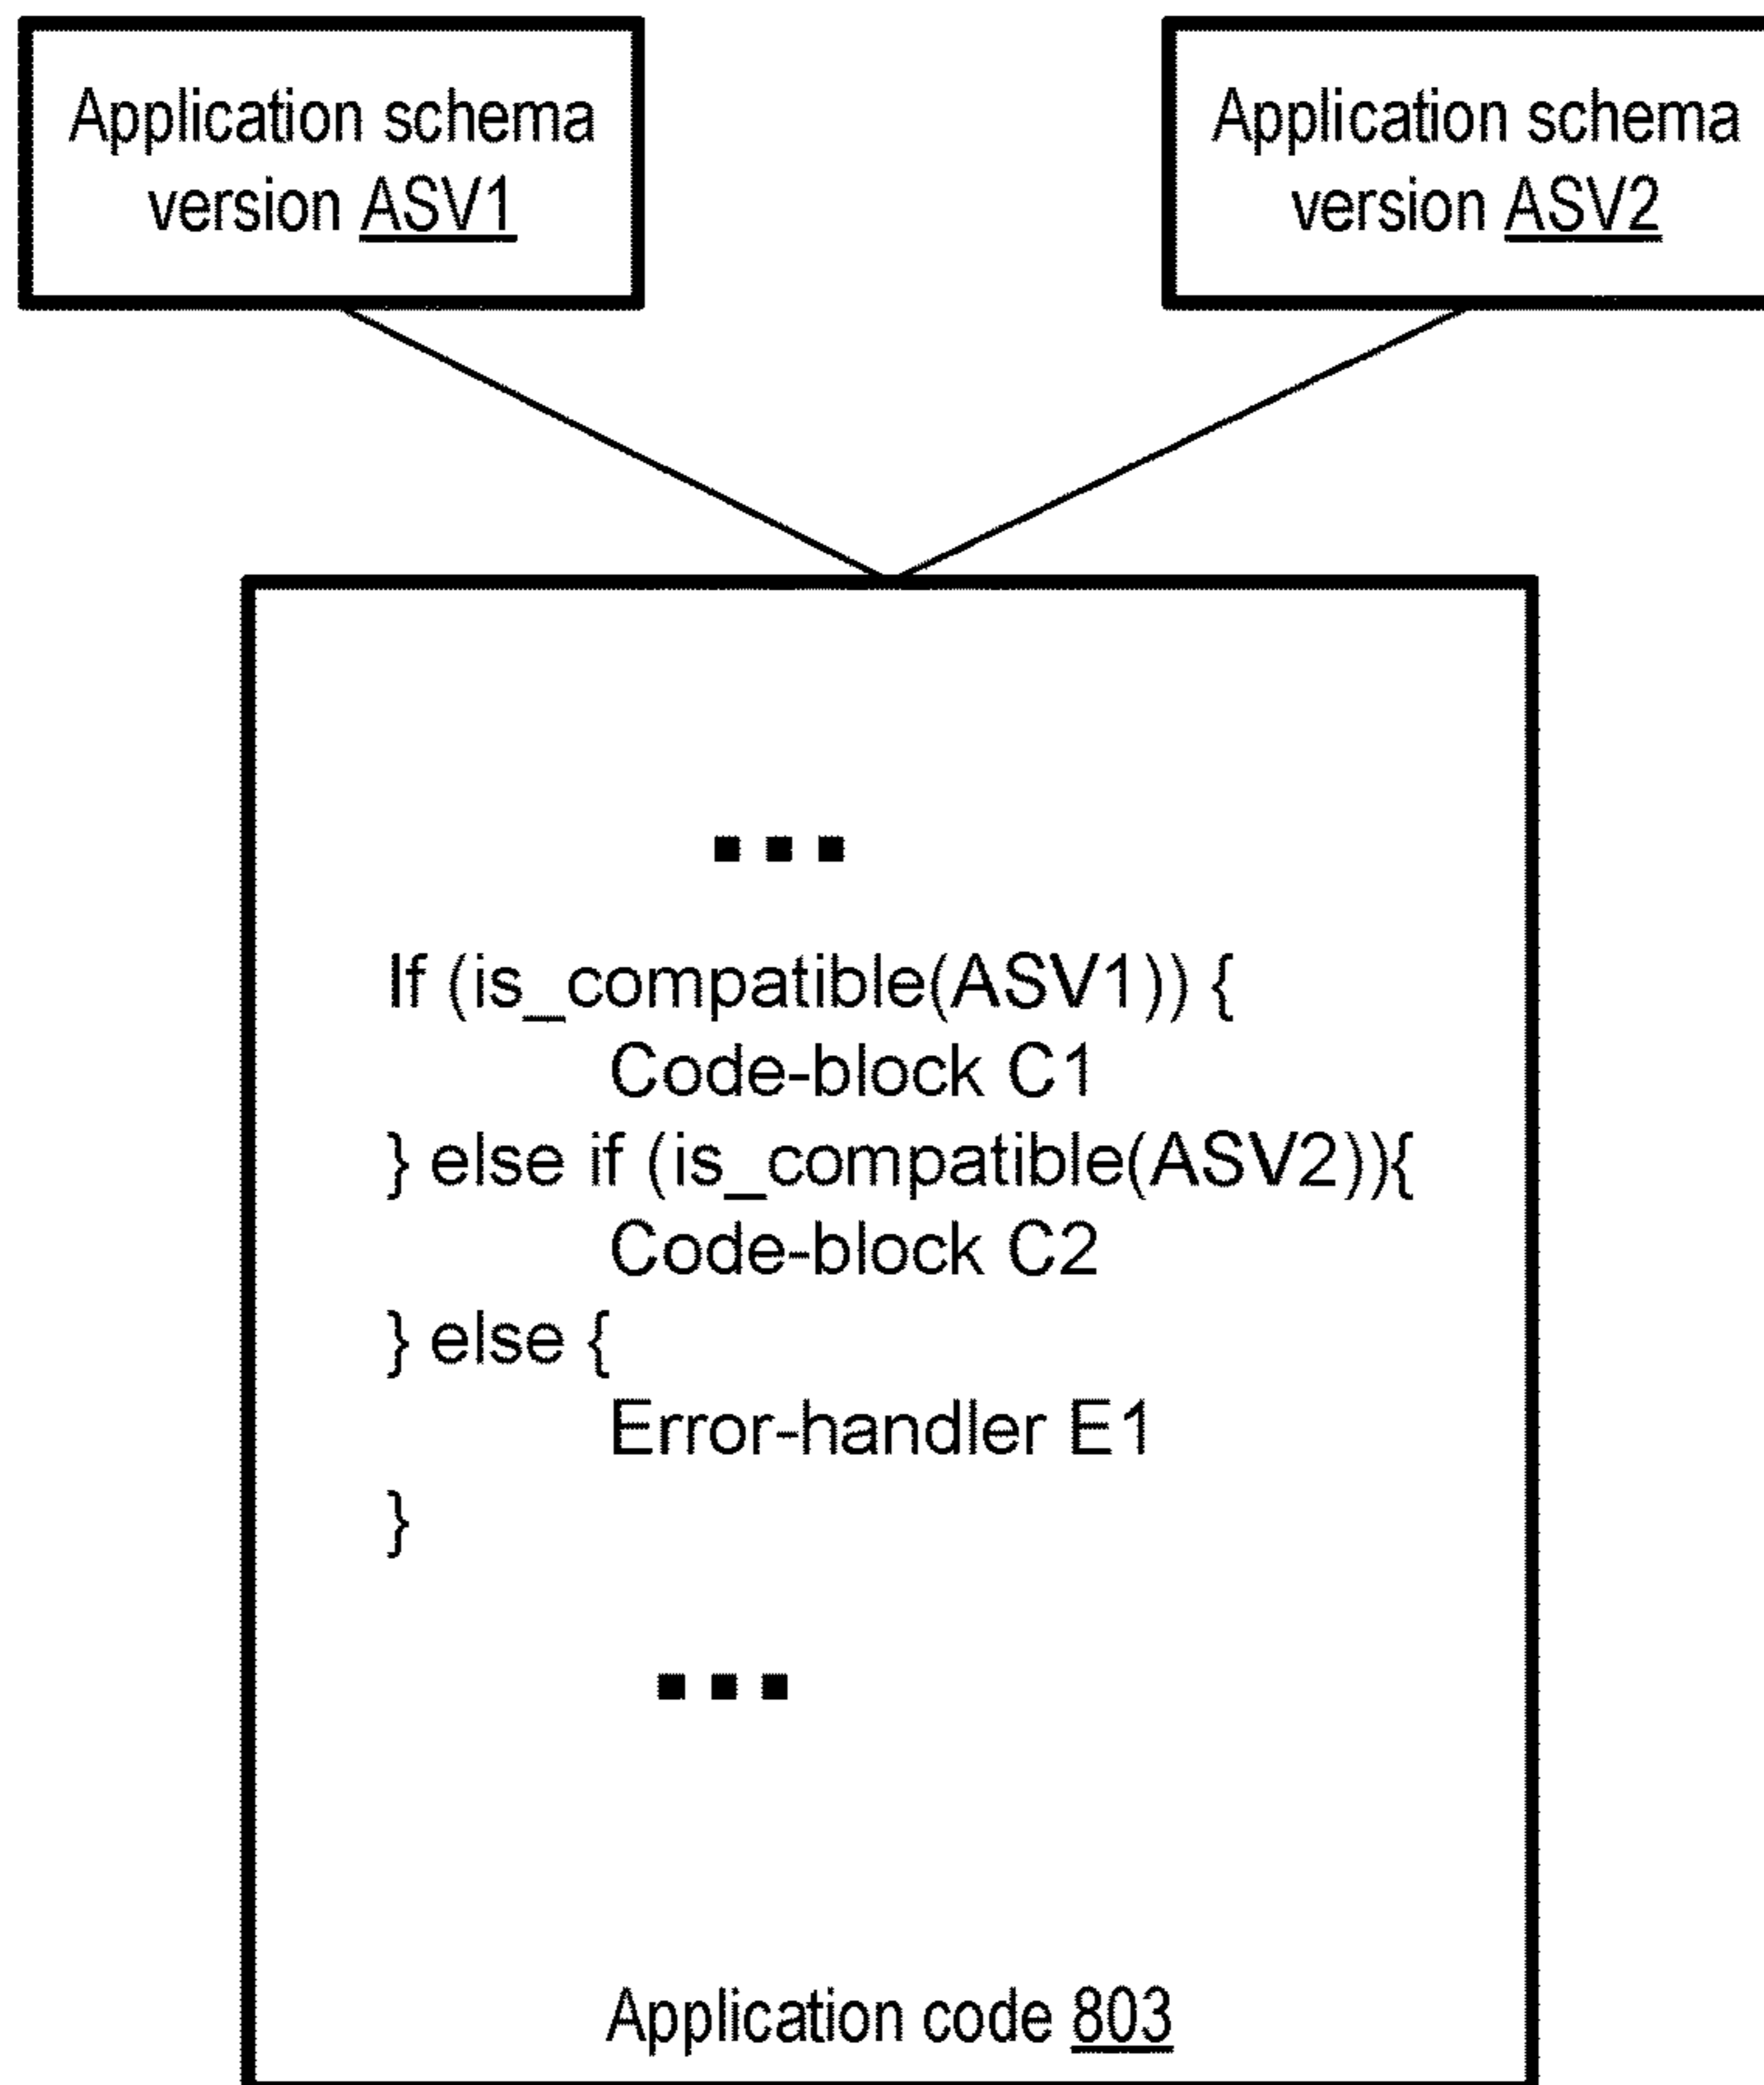 Application schema
version ASV1
Application schema
version ASV2
...
If (is_compatible(ASV1)) {
Code-block C1
} else if (is_compatible(ASV2)){
Code-block C2
} else {
Error-handler E1
}
...
Application code 803